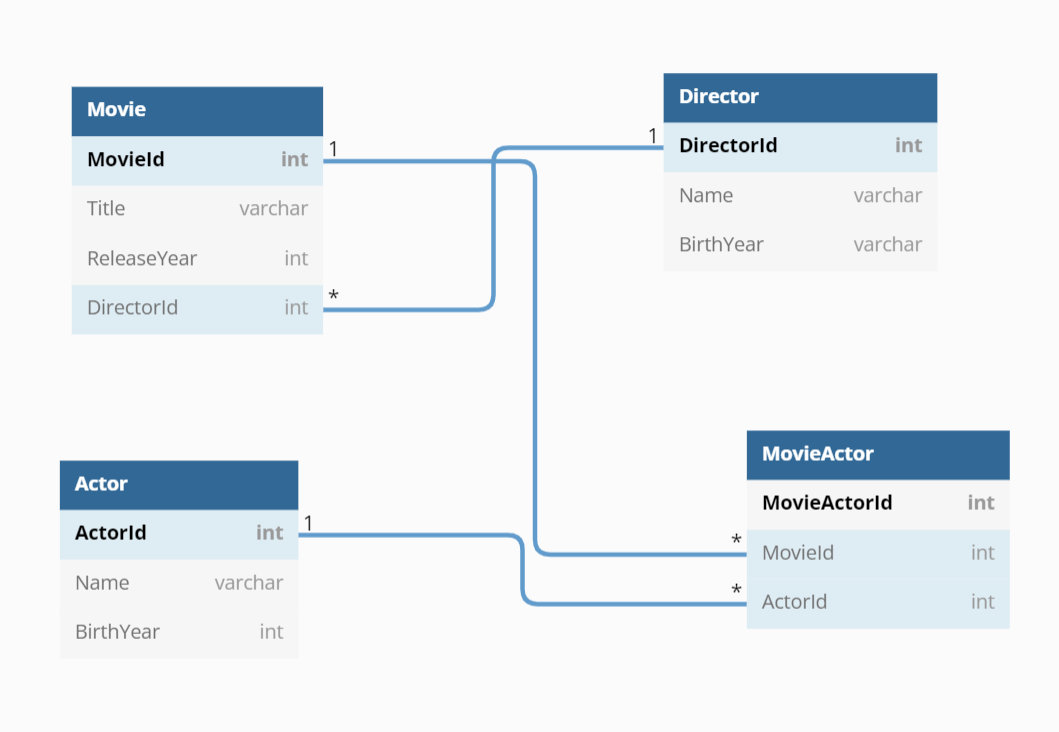 Movie
MovieId int
Title varchar
ReleaseYear int
DirectorId int
1
*
Director
1
DirectorId int
Name varchar
BirthYear varchar
Actor
ActorId int
1
Name varchar
BirthYear int
MovieActor
MovieActorId int
*
MovieId int
*
ActorId int